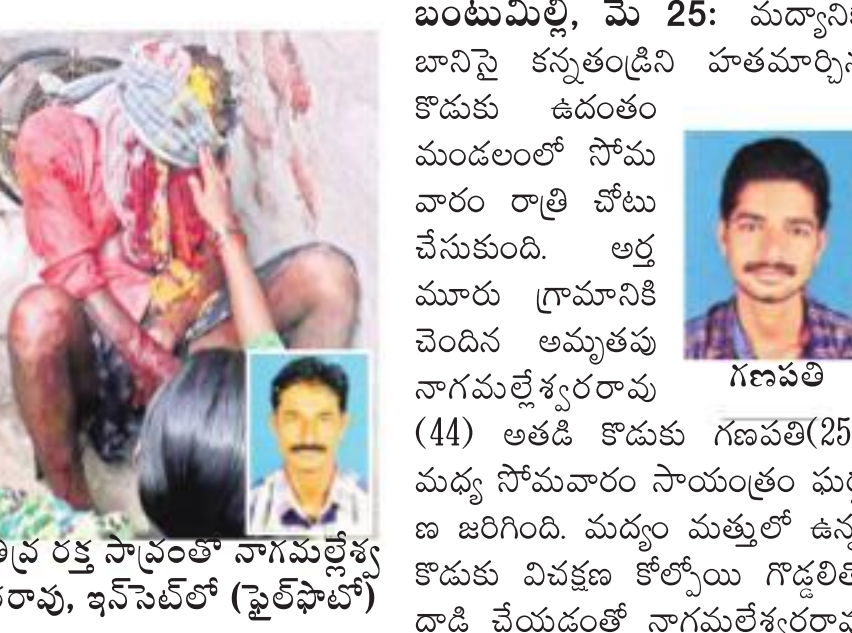 బంటుమిల్లి, మే 25: మద్యానిక
బానిసై కన్నతండ్రిని హతమార్చిన
కొడుకు ఉదంతం
మండలంలో సోమ
వారం రాత్రి చోటు
చేసుకుంది. అర్త
మూరు గ్రామానికి
చెందిన అమృతపు
నాగమల్లేశ్వరరావు
(44) అతడి కొడుకు గణపతి(25
మధ్య సోమవారం సాయంత్రం ఘర్ష
ణ జరిగింది. మద్యం మత్తులో ఉన్న
కొడుకు విచక్షణ కోల్పోయి గొడ్డలిత
దాడి చేయడంతో నాగమల్లేశ్వరరావు
గణపతి
తీవ్ర రక్త స్రావంతో నాగమల్లేశ్వ
రరావు, ఇన్‌సెట్‌లో (ఫైల్‌ఫొటో)